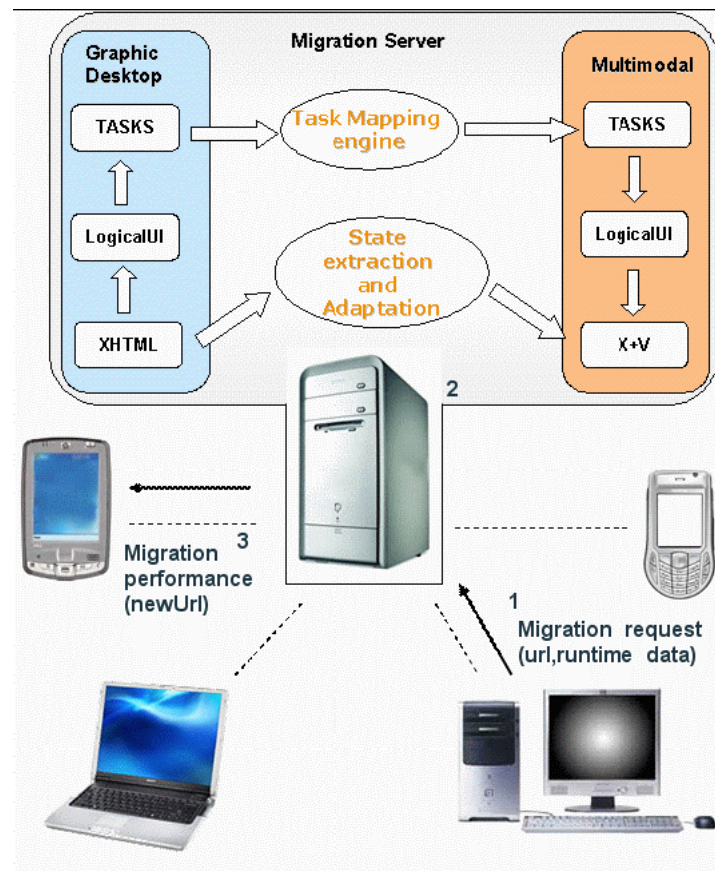 Migration Server
Graphic
Desktop
TASKS
LogicalUI
XHTML
Task Mapping
engine
State
extraction
and
Adaptation
Multimodal
TASKS
LogicalUI
X+V
2
3
Migration
performance
(newUrl)
1
Migration request
(url,runtime data)